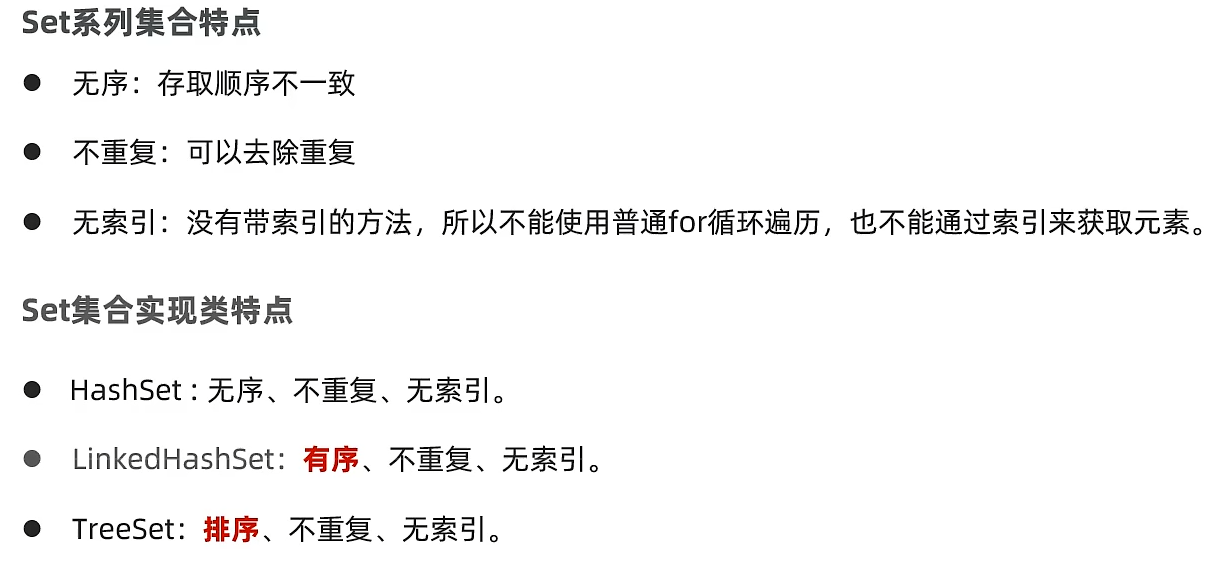 Set系列集合特点
● 无序：存取顺序不一致
● 不重复：可以去除重复
● 无索引：没有带索引的方法，所以不能使用普通for循环遍历，也不能通过索引来获取元素。
Set集合实现类特点
● HashSet : 无序、不重复、无索引。
● LinkedHashSet：有序、不重复、无索引。
● TreeSet：排序、不重复、无索引。